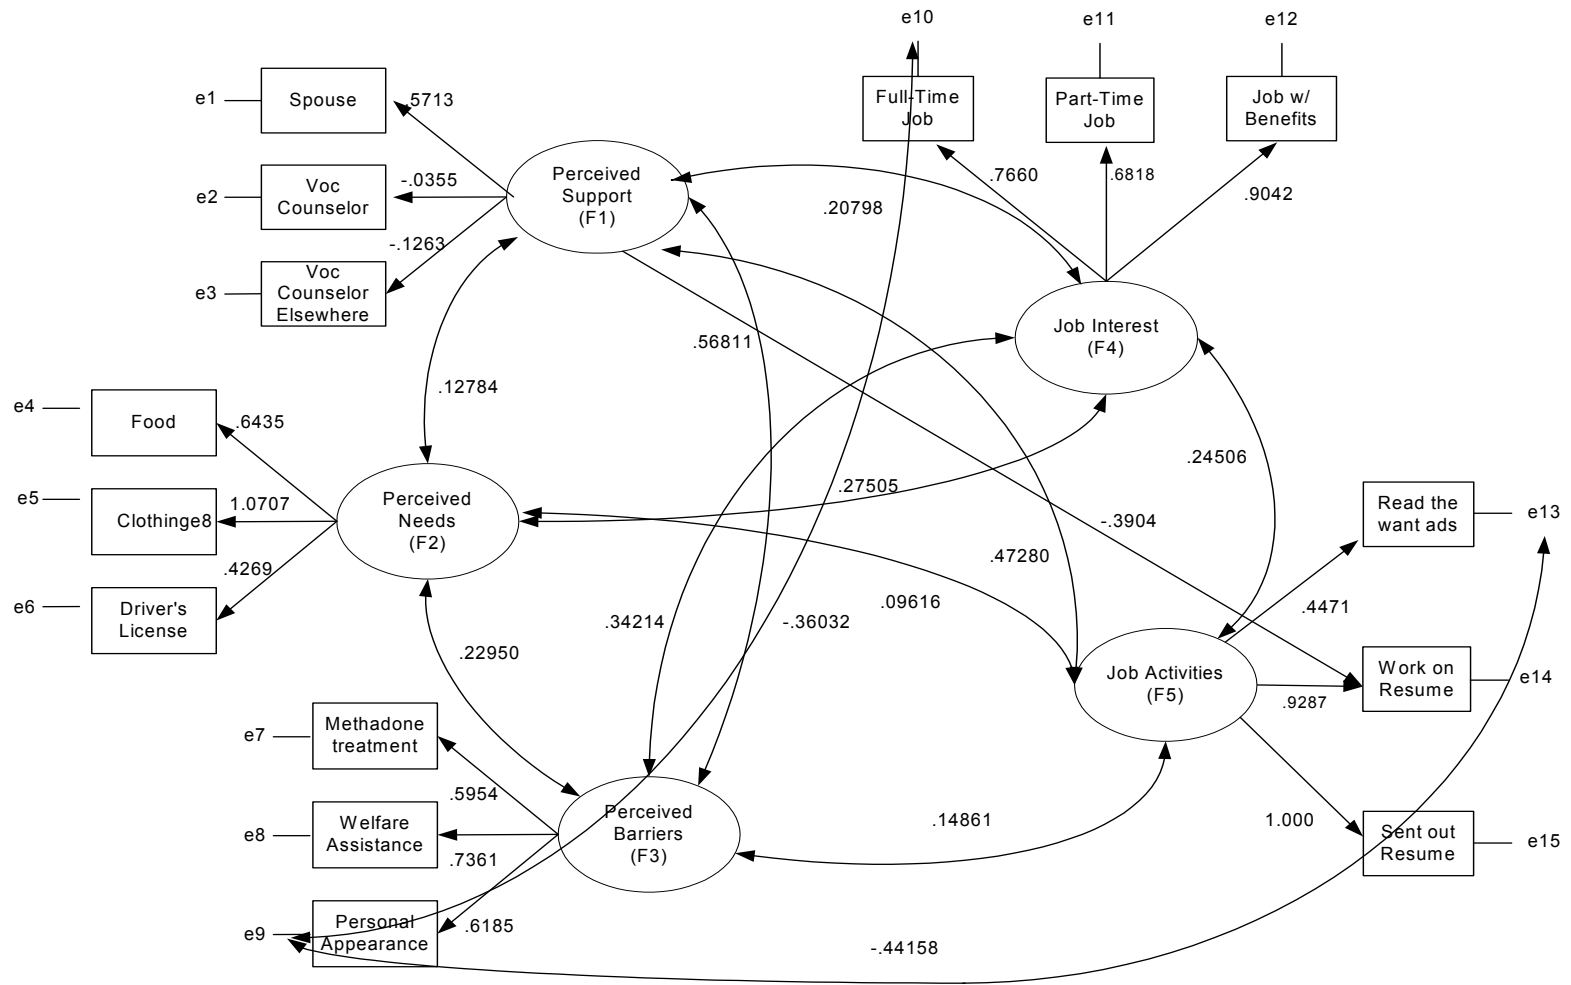 e10
e11
e12
e1
Spouse
.5713
Full-Time
Job
Part-Time
Job
Job w/
Benefits
e2
Voc
Counselor
-.0355
Perceived
Support
(F1)
.7660
.6818
.9042
.20798
-.1263
e3
Voc
Counselor
Elsewhere
.56811
Job Interest
(F4)
.12784
e4
Food
.6435
.24506
e5
Clothinge8
1.0707
Perceived
Needs
(F2)
.27505
-.3904
Read the
want ads
e13
.4269
.47280
e6
Driver's
License
.09616
.4471
.34214
-.36032
.22950
Job Activities
(F5)
.9287
Work on
Resume
e14
e7
Methadone
treatment
.5954
e8
Welfare
Assistance
.7361
Perceived
Barriers
(F3)
.14861
1.000
Sent out
Resume
e15
e9
Personal
Appearance
.6185
-.44158